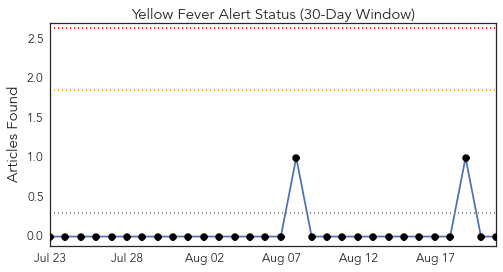 Yellow Fever Alert Status (30-Day Window)
Articles Found
2.5
2.0
1.5
1.0
0.5
0.0
Jul 23 Jul 28 Aug 02 Aug 07 Aug 12 Aug 17